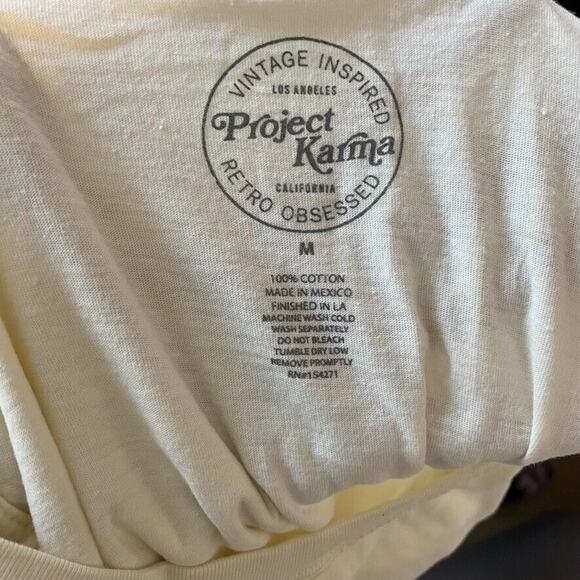 VINTAGE INSPIRED
LOS ANGELES
Project
Karma
CALIFORNIA
RETRO OBSESSED
M
100% COTTON
MADE IN MEXICO
FINISHED IN LA
MACHINE WASH COLD
WASH SEPARATELY
DO NOT BLEACH
TUMBLE DRY LOW
REMOVE PROMPTLY
RN#154271